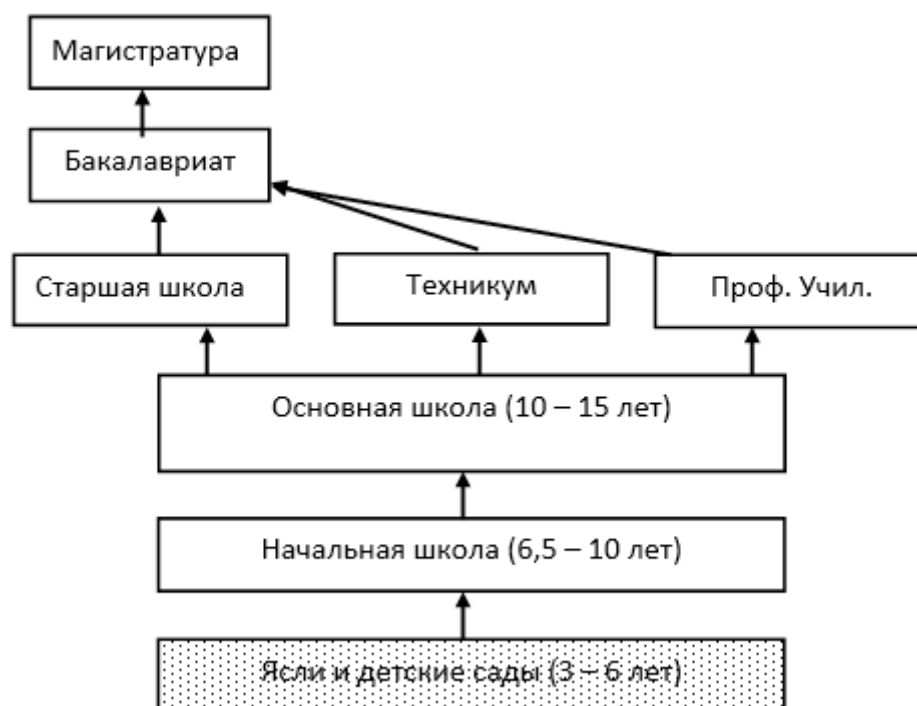 Магистратура
Бакалавриат
Старшая школа
Техникум
Проф. Учил.
Основная школа (10 – 15 лет)
Начальная школа (6,5 – 10 лет)
Ясли и детские сады (3 – 6 лет)